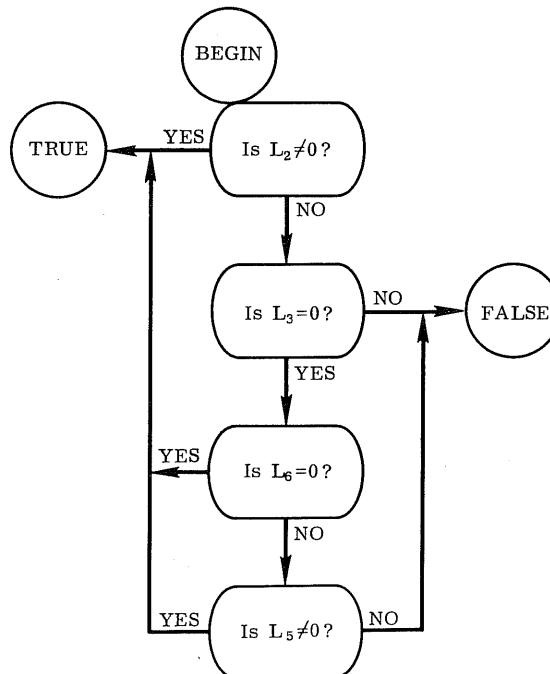 BEGIN
YES
TRUE
Is L₂≠0?
NO
Is L₃=0?
NO
FALSE
YES
YES
Is L₆=0?
NO
YES
Is L₅≠0?
NO